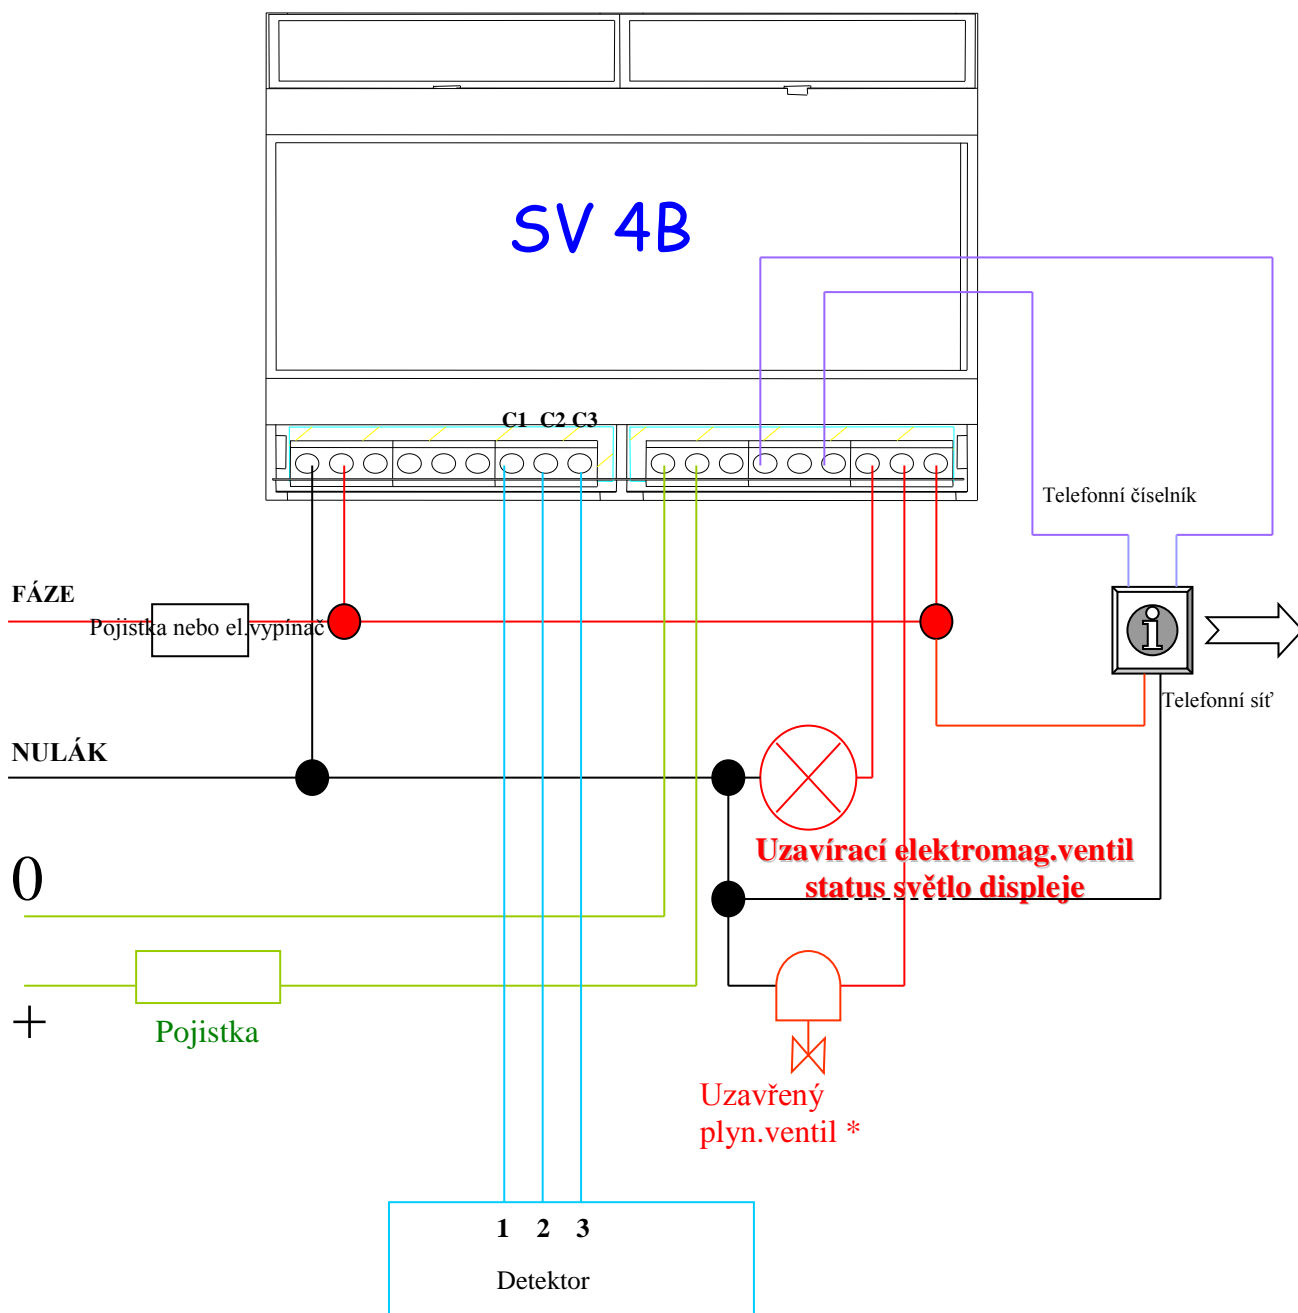 SV 4B
C1 C2 C3
Telefonní číselník
FÁZE
Pojistka nebo el.vypínač
Telefonní síť
NULÁK
Uzavírací elektromag.ventil
status světlo displeje
0
+
Pojistka
Uzavřený
plyn.ventil *
1 2 3
Detektor